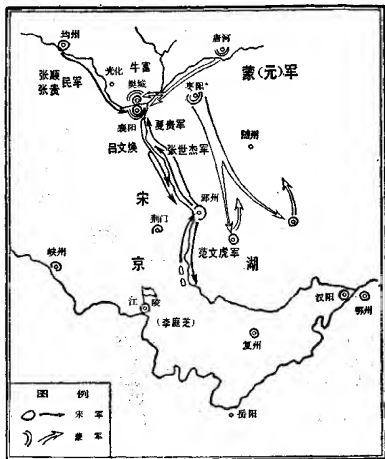 均州
唐河
光化
牛富
蒙(元)军
张顺
张贵
民军
樊城
枣阳
襄阳
夏贵军
随州
吕文焕
张世杰军
宋
郢州
荆门
范文虎军
峡州
京
湖
江陵
(李庭芝)
汉阳
鄂州
复州
岳阳
图 例
宋 军
蒙 军